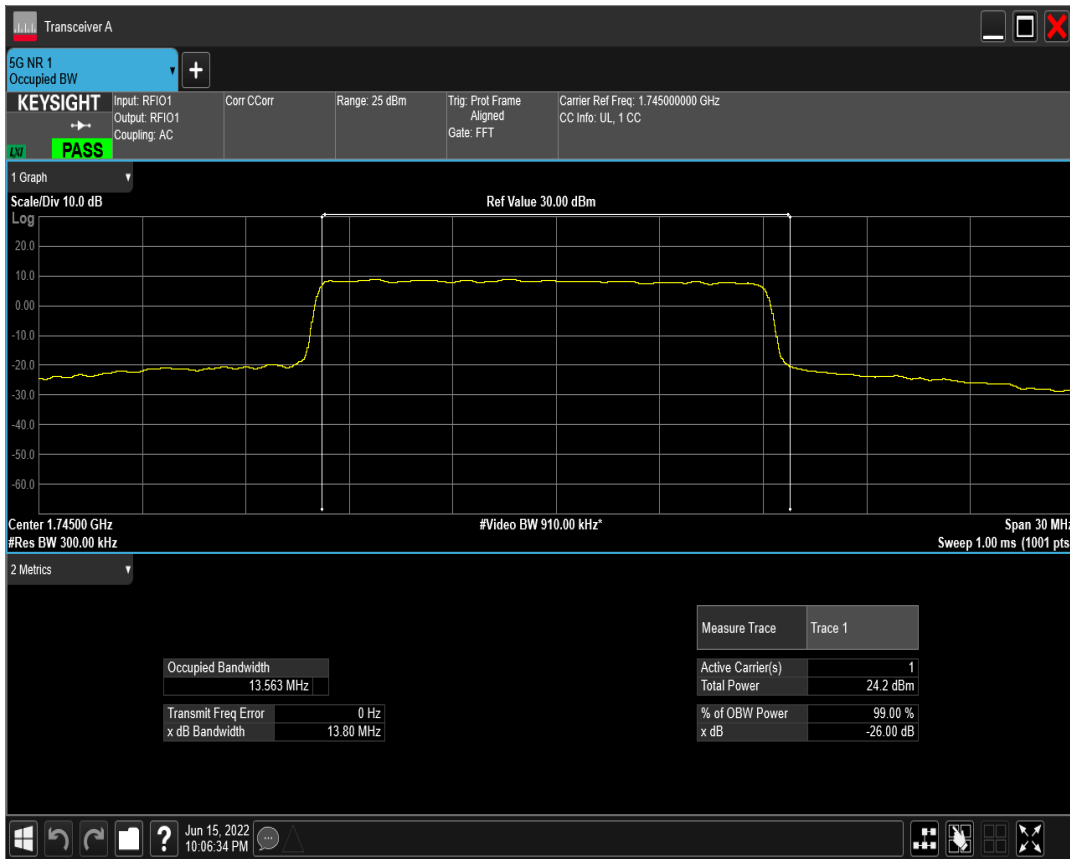 Transceiver A
5G NR 1
Occupied BW
KEYSIGHT
LXI
PASS
Input: RFIO1
Output: RFIO1
Coupling: AC
Corr CCorr
Range: 25 dBm
Trig: Prot Frame
Aligned
Gate: FFT
Carrier Ref Freq: 1.745000000 GHz
CC Info: UL, 1 CC
1 Graph
Scale/Div 10.0 dB
Ref Value 30.00 dBm
Log
20.0
10.0
0.00
-10.0
-20.0
-30.0
-40.0
-50.0
-60.0
Center 1.74500 GHz
#Video BW 910.00 kHz*
Span 30 MHz
#Res BW 300.00 kHz
Sweep 1.00 ms (1001 pts
2 Metrics
Measure Trace Trace 1
Occupied Bandwidth
13.563 MHz
Active Carrier(s) 1
Total Power 24.2 dBm
Transmit Freq Error 0 Hz
x dB Bandwidth 13.80 MHz
% of OBW Power 99.00 %
x dB -26.00 dB
?
Jun 15, 2022
10:06:34 PM